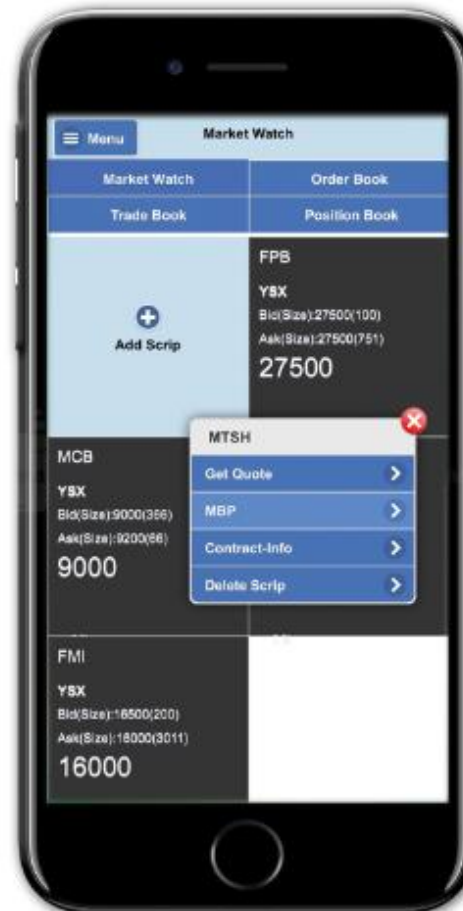 Menu
Market Watch
Market Watch
Order Book
Trade Book
Position Book
Add Scrip
FPB
YSX
Bid(Size):27500(100)
Ask(Size):27500(751)
27500
MCB
YSX
Bid(Size):9000(366)
Ask(Size):9200(66)
9000
MTSH
Get Quote
MBP
Contract-Info
Delete Scrip
FMI
YSX
Bid(Size):16500(200)
Ask(Size):16000(3011)
16000